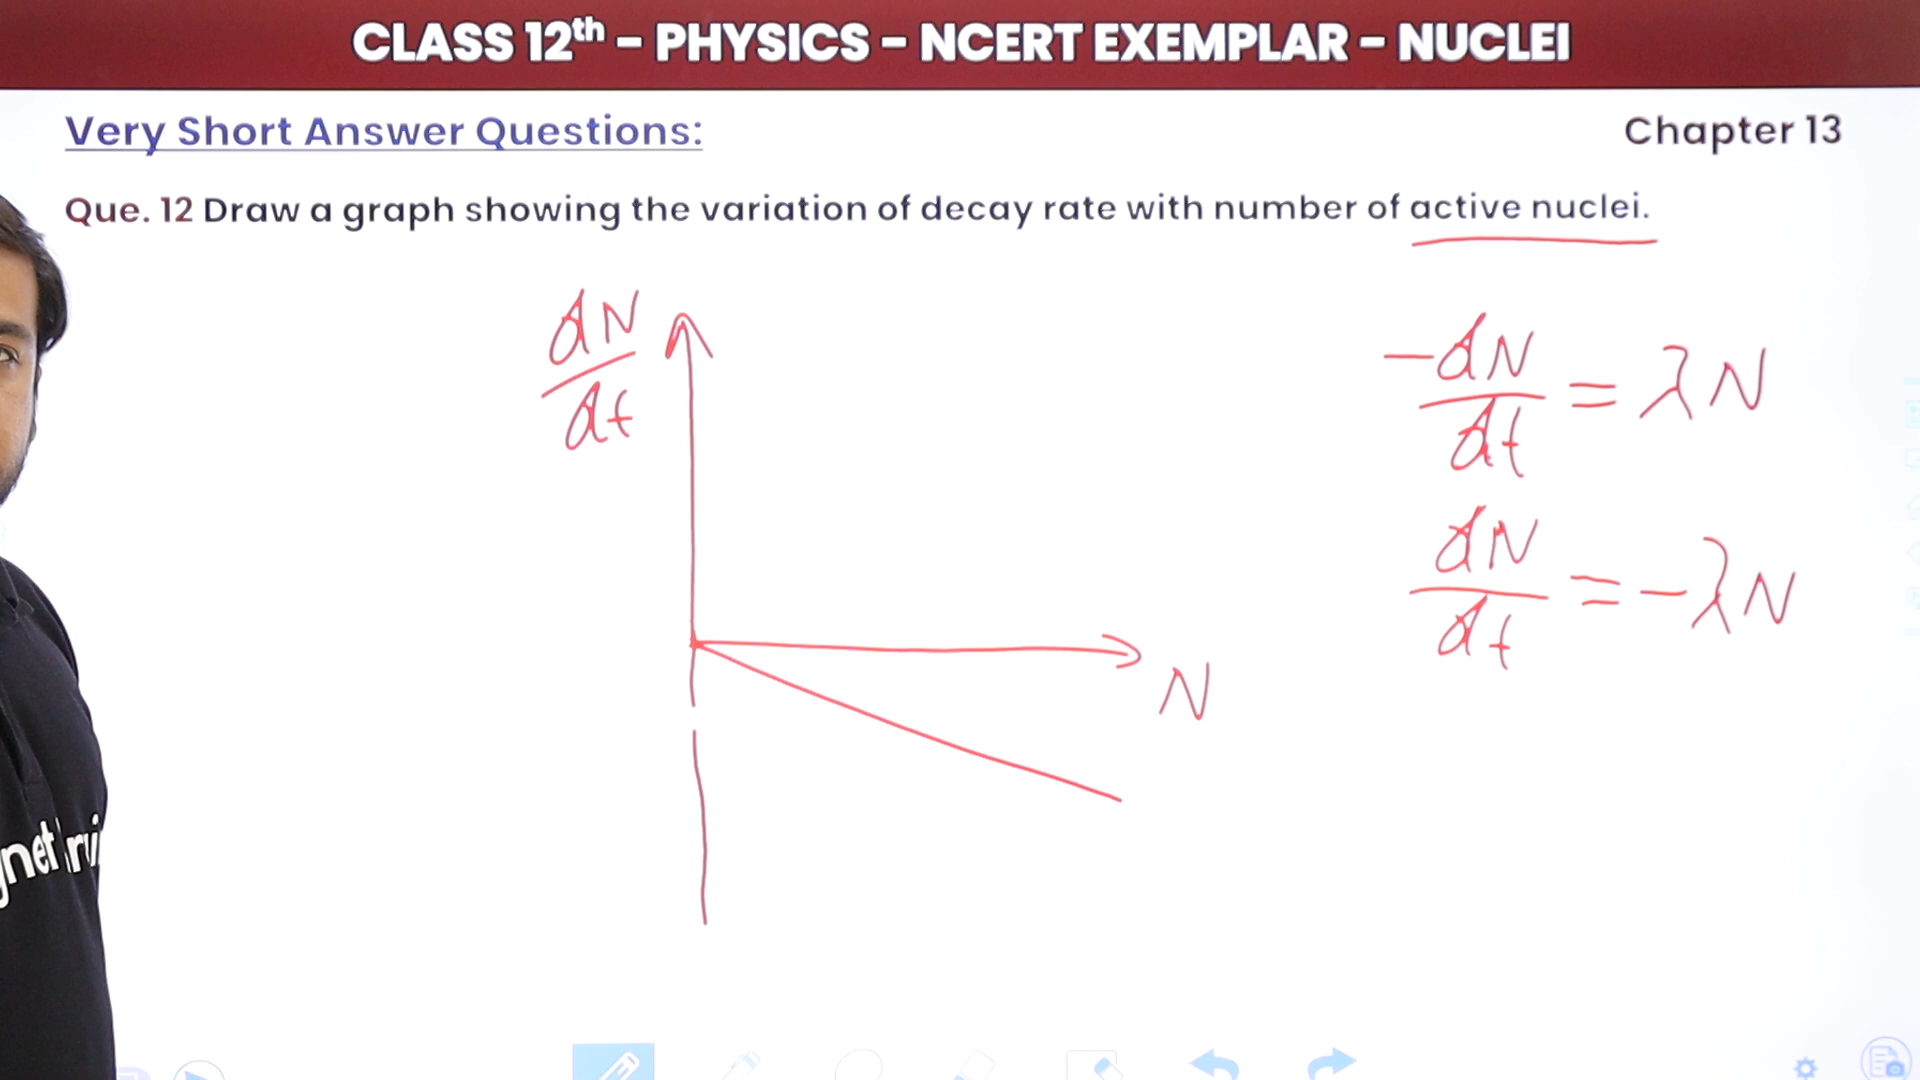 CLASS 12th - PHYSICS - NCERT EXEMPLAR - NUCLEI
Very Short Answer Questions:
Chapter 13
Que. 12 Draw a graph showing the variation of decay rate with number of active nuclei.
dN/dt
-dN/dt = λN
dN/dt = -λN
N